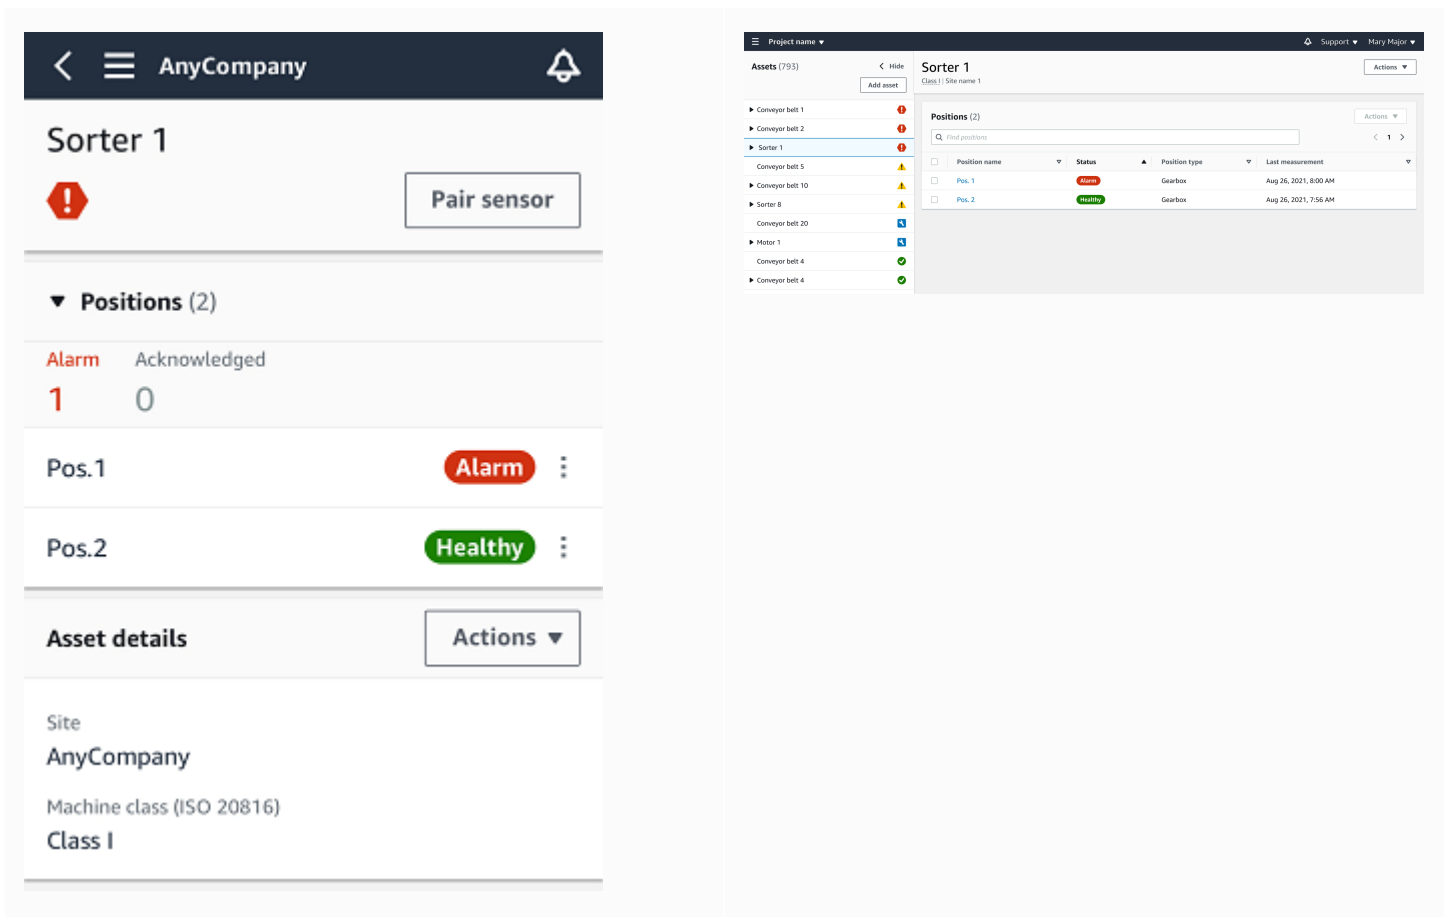 AnyCompany
Sorter 1
Pair sensor
Positions (2)
Alarm Acknowledged
1 0
Pos.1 Alarm
Pos.2 Healthy
Asset details Actions
Site
AnyCompany
Machine class (ISO 20816)
Class I
Project name Support Mary Major
Assets (793) Hide
Add asset
Conveyor belt 1
Conveyor belt 2
Sorter 1
Conveyor belt 5
Conveyor belt 10
Sorter 8
Conveyor belt 20
Motor 1
Conveyor belt 4
Conveyor belt 4
Sorter 1 Actions
Class I | Site name 1
Positions (2) Actions
Find positions 1
Position name Status Position type Last measurement
Pos. 1 Alarm Gearbox Aug 26, 2021, 8:00 AM
Pos. 2 Healthy Gearbox Aug 26, 2021, 7:56 AM